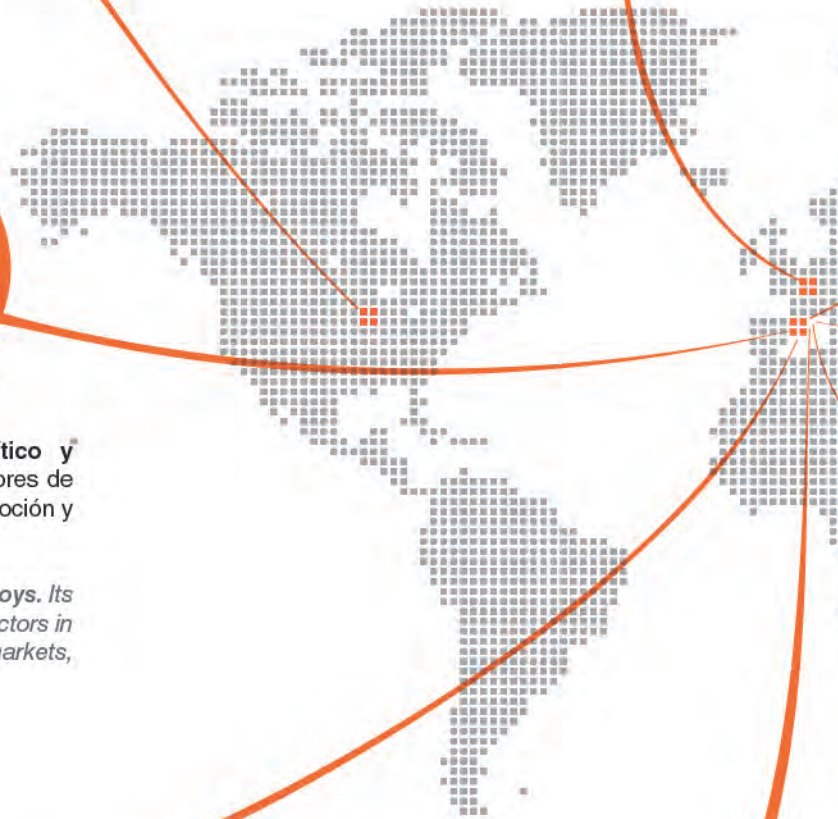 tico y
ores de
oción y
oys. Its
ctors in
arkets,